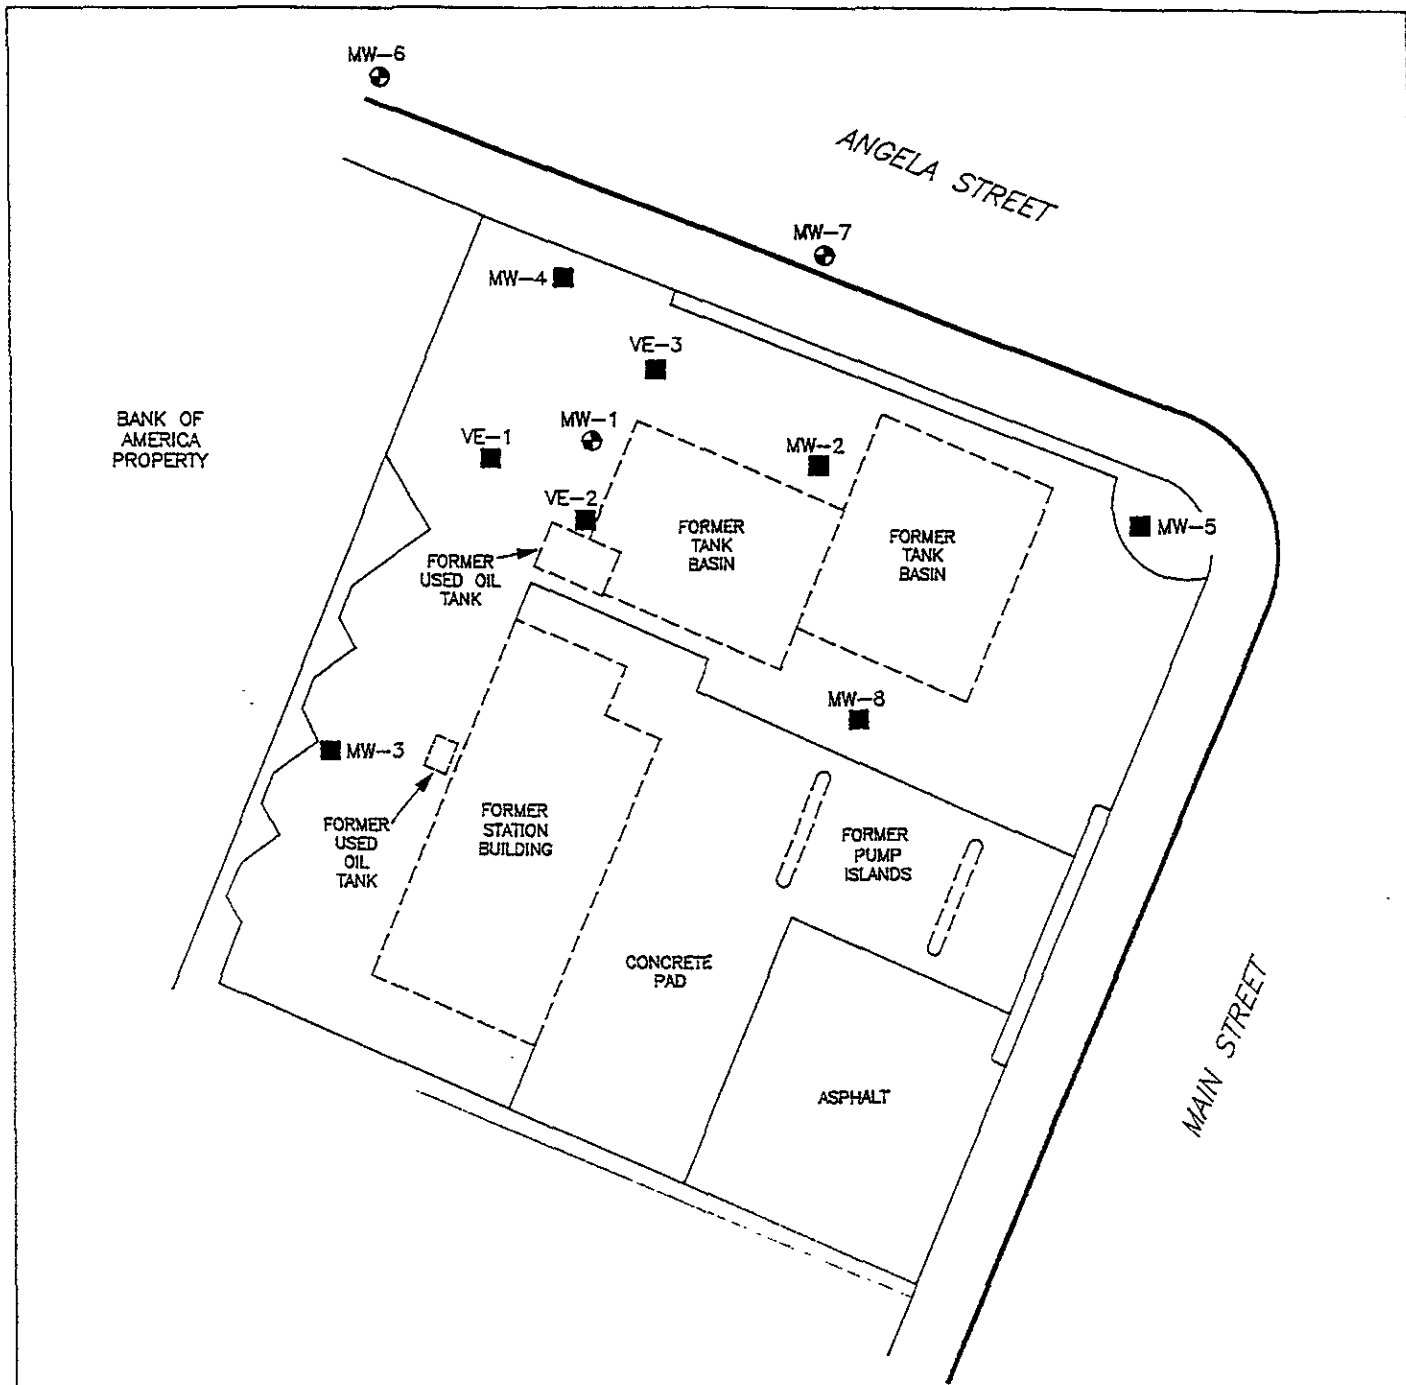 MW-6
ANGELA STREET
MW-7
MW-4
VE-3
BANK OF
AMERICA
PROPERTY
MW-1
VE-1
MW-2
VE-2
FORMER
TANK
BASIN
FORMER
TANK
BASIN
MW-5
FORMER
USED OIL
TANK
MW-8
MW-3
FORMER
USED
OIL
TANK
FORMER
STATION
BUILDING
FORMER
PUMP
ISLANDS
CONCRETE
PAD
MAIN STREET
ASPHALT